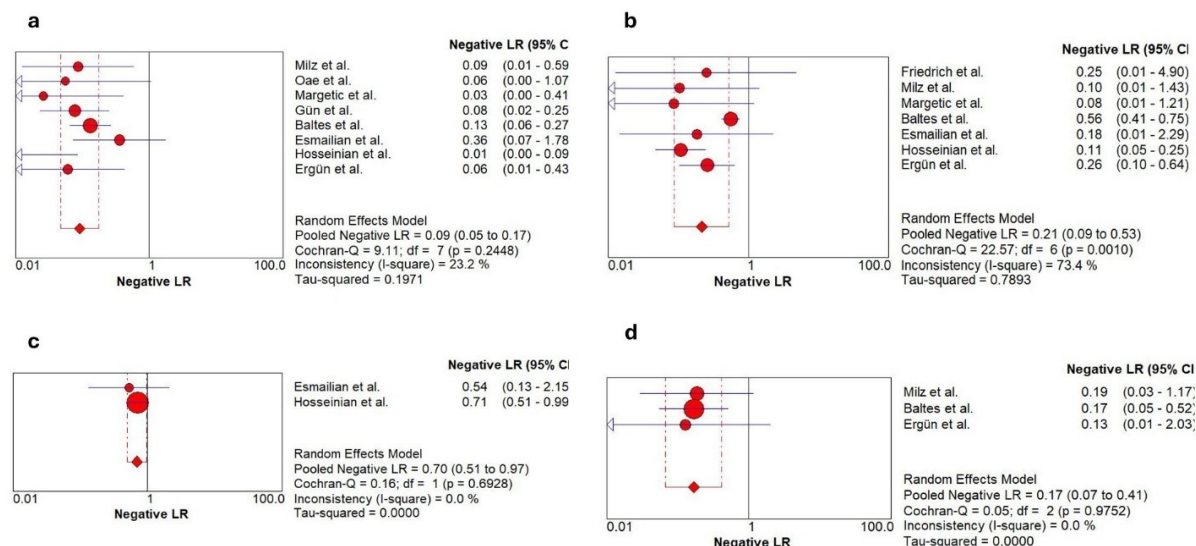 a
Negative LR (95% C
Milz et al. 0.09 (0.01 - 0.59
Oae et al. 0.06 (0.00 - 1.07
Margetic et al. 0.03 (0.00 - 0.41
Gün et al. 0.08 (0.02 - 0.25
Baltes et al. 0.13 (0.06 - 0.27
Esmailian et al. 0.36 (0.07 - 1.78
Hosseinian et al. 0.01 (0.00 - 0.09
Ergün et al. 0.06 (0.01 - 0.43
Random Effects Model
Pooled Negative LR = 0.09 (0.05 to 0.17)
Cochran-Q = 9.11; df = 7 (p = 0.2448)
Inconsistency (I-square) = 23.2 %
Tau-squared = 0.1971
0.01 1 100.0
Negative LR
b
Negative LR (95% CI
Friedrich et al. 0.25 (0.01 - 4.90)
Milz et al. 0.10 (0.01 - 1.43)
Margetic et al. 0.08 (0.01 - 1.21)
Baltes et al. 0.56 (0.41 - 0.75)
Esmailian et al. 0.18 (0.01 - 2.29)
Hosseinian et al. 0.11 (0.05 - 0.25)
Ergün et al. 0.26 (0.10 - 0.64)
Random Effects Model
Pooled Negative LR = 0.21 (0.09 to 0.53)
Cochran-Q = 22.57; df = 6 (p = 0.0010)
Inconsistency (I-square) = 73.4 %
Tau-squared = 0.7893
0.01 1 100.0
Negative LR
c
Negative LR (95% CI
Esmailian et al. 0.54 (0.13 - 2.15
Hosseinian et al. 0.71 (0.51 - 0.99
Random Effects Model
Pooled Negative LR = 0.70 (0.51 to 0.97)
Cochran-Q = 0.16; df = 1 (p = 0.6928)
Inconsistency (I-square) = 0.0 %
Tau-squared = 0.0000
0.01 1 100.0
Negative LR
d
Negative LR (95% CI
Milz et al. 0.19 (0.03 - 1.17)
Baltes et al. 0.17 (0.05 - 0.52)
Ergün et al. 0.13 (0.01 - 2.03)
Random Effects Model
Pooled Negative LR = 0.17 (0.07 to 0.41)
Cochran-Q = 0.05; df = 2 (p = 0.9752)
Inconsistency (I-square) = 0.0 %
Tau-squared = 0.0000
0.01 1 100.0
Negative LR